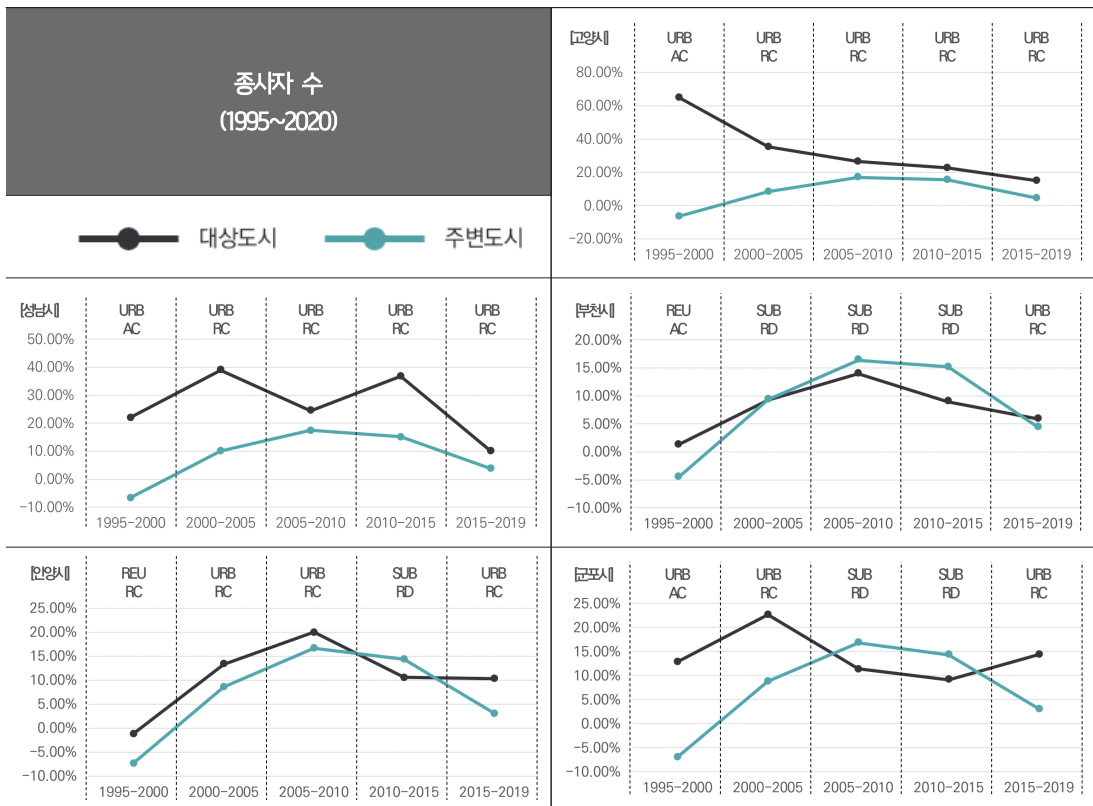 종사자 수
(1995~2020)
대상도시
주변도시
[고양시]
URB URB URB URB URB
AC RC RC RC RC
80.00%
60.00%
40.00%
20.00%
0.00%
-20.00%
1995-2000 2000-2005 2005-2010 2010-2015 2015-2019
[성남시]
URB URB URB URB URB
AC RC RC RC RC
50.00%
40.00%
30.00%
20.00%
10.00%
0.00%
-10.00%
1995-2000 2000-2005 2005-2010 2010-2015 2015-2019
[부천시]
REU SUB SUB SUB URB
AC RD RD RD RC
20.00%
15.00%
10.00%
5.00%
0.00%
-5.00%
-10.00%
1995-2000 2000-2005 2005-2010 2010-2015 2015-2019
[안양시]
REU URB URB SUB URB
RC RC RC RD RC
25.00%
20.00%
15.00%
10.00%
5.00%
0.00%
-5.00%
-10.00%
1995-2000 2000-2005 2005-2010 2010-2015 2015-2019
[군포시]
URB URB SUB SUB URB
AC RC RD RD RC
25.00%
20.00%
15.00%
10.00%
5.00%
0.00%
-5.00%
-10.00%
1995-2000 2000-2005 2005-2010 2010-2015 2015-2019